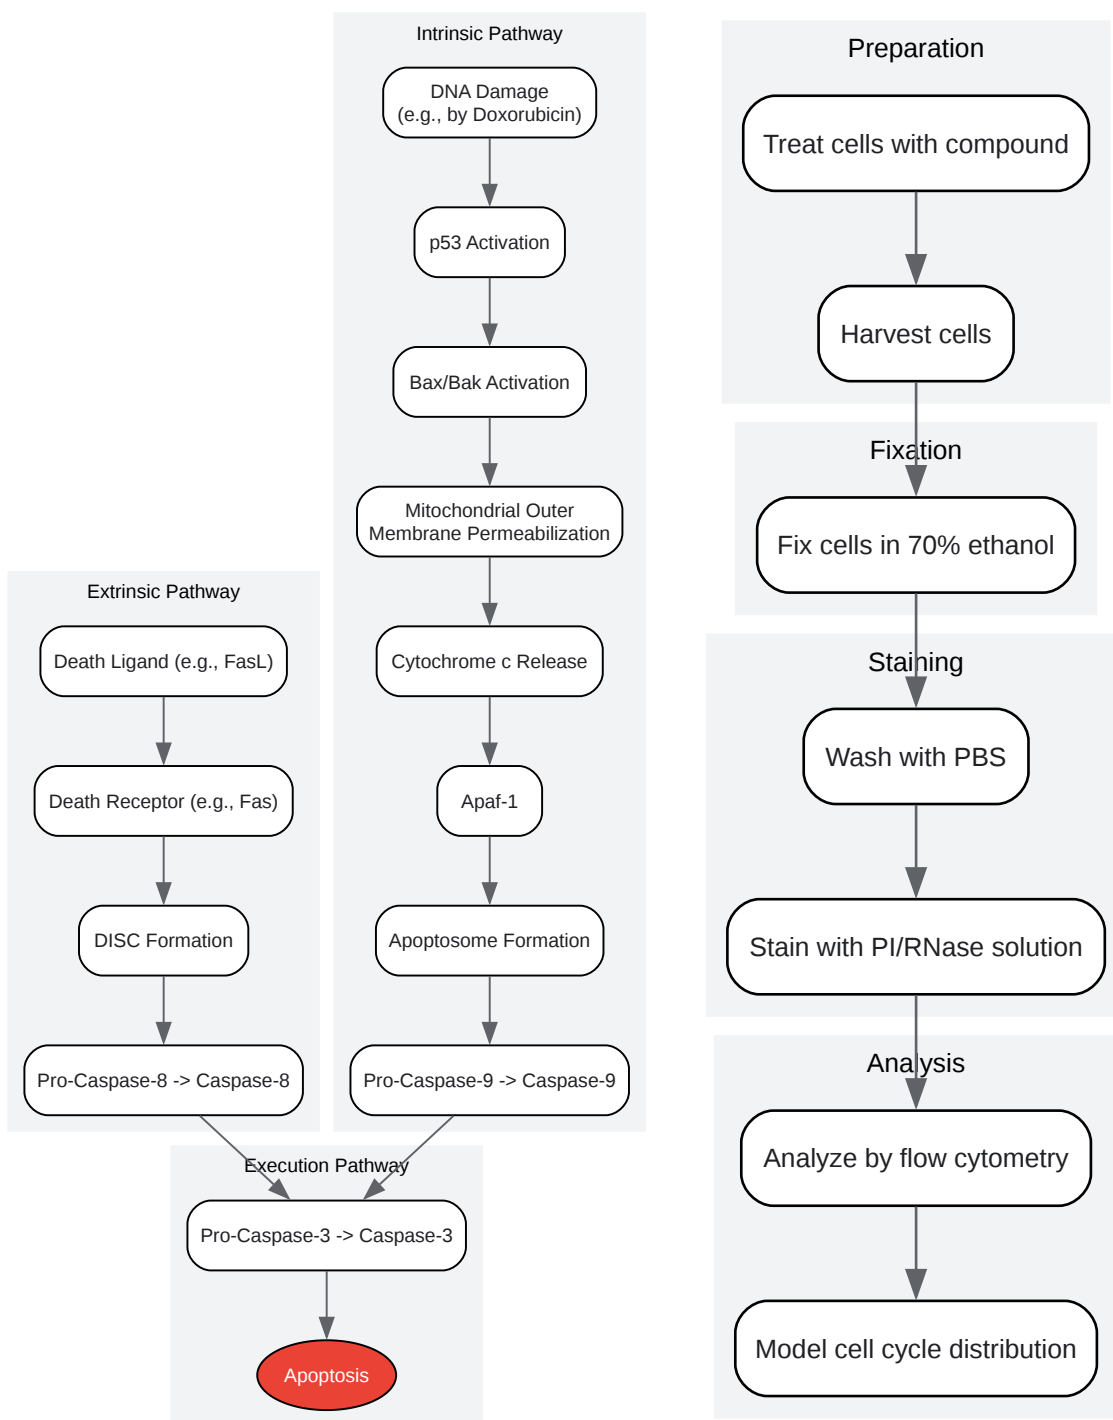 Intrinsic Pathway
DNA Damage
(e.g., by Doxorubicin)
p53 Activation
Bax/Bak Activation
Mitochondrial Outer
Membrane Permeabilization
Cytochrome c Release
Apaf-1
Apoptosome Formation
Pro-Caspase-9 -> Caspase-9
Extrinsic Pathway
Death Ligand (e.g., FasL)
Death Receptor (e.g., Fas)
DISC Formation
Pro-Caspase-8 -> Caspase-8
Execution Pathway
Pro-Caspase-3 -> Caspase-3
Apoptosis
Preparation
Treat cells with compound
Harvest cells
Fixation
Fix cells in 70% ethanol
Staining
Wash with PBS
Stain with PI/RNase solution
Analysis
Analyze by flow cytometry
Model cell cycle distribution